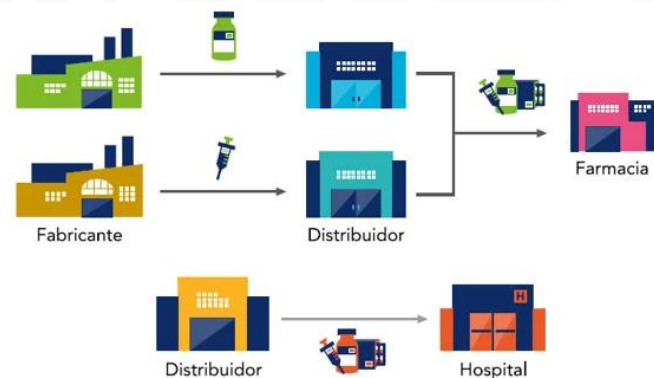 Farmacia
Fabricante
Distribuidor
H
Distribuidor
Hospital